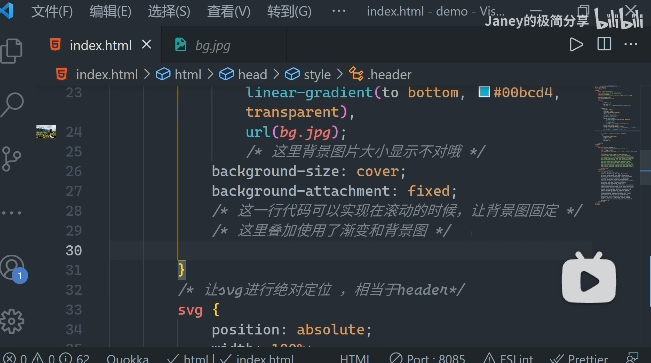 文件(F) 编辑(E) 选择(S) 查看(V) 转到(G) ··· index.html - demo - Vis...
Janey的极简分享 bilibili
index.html × bg.jpg
index.html > html > head > style > .header
23 linear-gradient(to bottom, #00bcd4,
transparent),
24 url(bg.jpg);
25 /* 这里背景图片大小显示不对哦 */
26 background-size: cover;
27 background-attachment: fixed;
28 /* 这一行代码可以实现在滚动的时候，让背景图固定 */
29 /* 这里叠加使用了渐变和背景图 */
30
31 }
32 /* 让svg进行绝对定位 ，相当于header*/
33 svg {
34 position: absolute;
35 width: 100%;
1
0 0 62 Quokka html | index.html HTML Port : 8085 ESLint Prettier